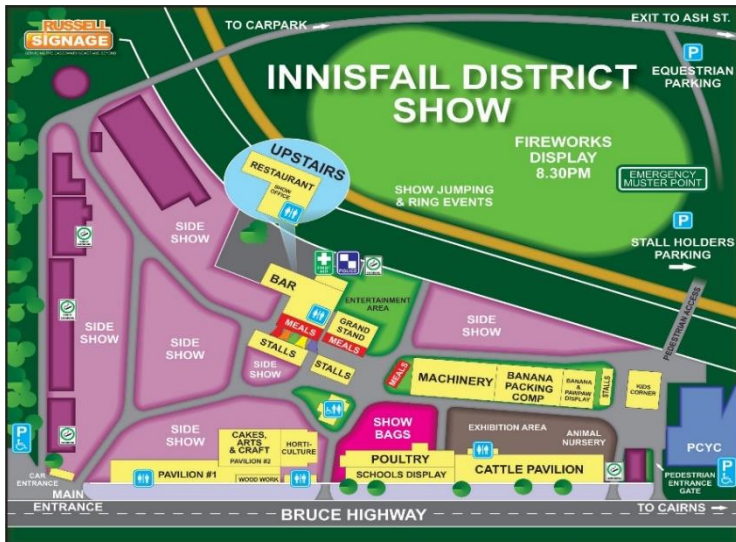 RUSSELL
SIGNAGE
TO CARPARK
EXIT TO ASH ST.
P
EQUESTRIAN
PARKING
INNISFAIL DISTRICT
SHOW
FIREWORKS
DISPLAY
8.30PM
EMERGENCY
MUSTER POINT
SHOW JUMPING
& RING EVENTS
P
STALL HOLDERS
PARKING
UPSTAIRS
RESTAURANT
SHOW
OFFICE
SIDE
SHOW
BAR
FIRST AID
POLICE
ENTERTAINMENT
AREA
MEALS
GRAND
STAND
MEALS
STALLS
STALLS
SIDE
SHOW
SIDE
SHOW
SIDE
SHOW
SIDE
SHOW
PEDESTRIAN ACCESS
MEALS
MACHINERY
BANANA
PACKING
COMP
BANANA
& PAWPAW
DISPLAY
STALLS
KIDS
CORNER
PCYC
SIDE
SHOW
CAKES,
ARTS
& CRAFT
PAVILION #2
HORTI-
CULTURE
PAVILION #1
WOOD WORK
SHOW
BAGS
POULTRY
SCHOOLS DISPLAY
EXHIBITION AREA
ANIMAL
NURSERY
CATTLE PAVILION
P
CAR
ENTRANCE
MAIN
ENTRANCE
PEDESTRIAN
ENTRANCE
GATE
P
BRUCE HIGHWAY
TO CAIRNS